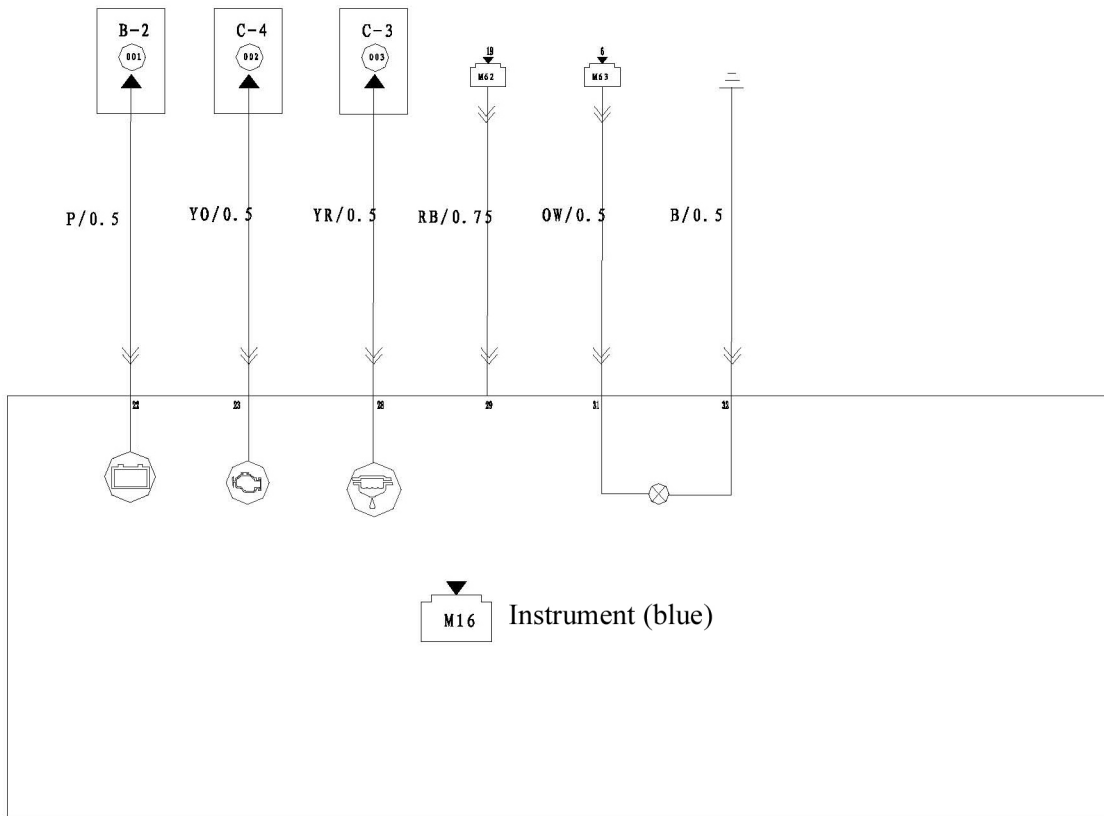 B-2 C-4 C-3
001 002 003 19 6
M62 M63
P/0.5 YO/0.5 YR/0.5 RB/0.75 OW/0.5 B/0.5
22 23 28 29 31 32
M16 Instrument (blue)